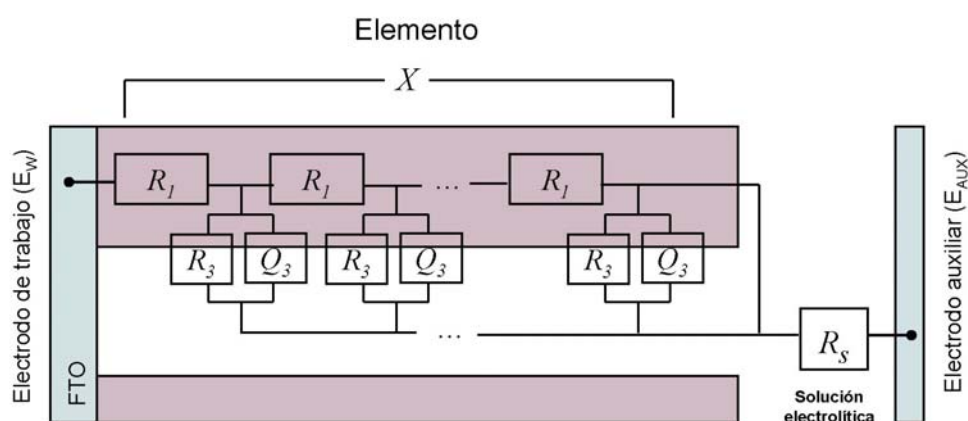 Elemento
X
Electrodo de trabajo (E_W)
FTO
R_1 R_1 ... R_1
R_3 Q_3 R_3 Q_3 R_3 Q_3
...
R_s
Solución
electrolítica
Electrodo auxiliar (E_AUX)